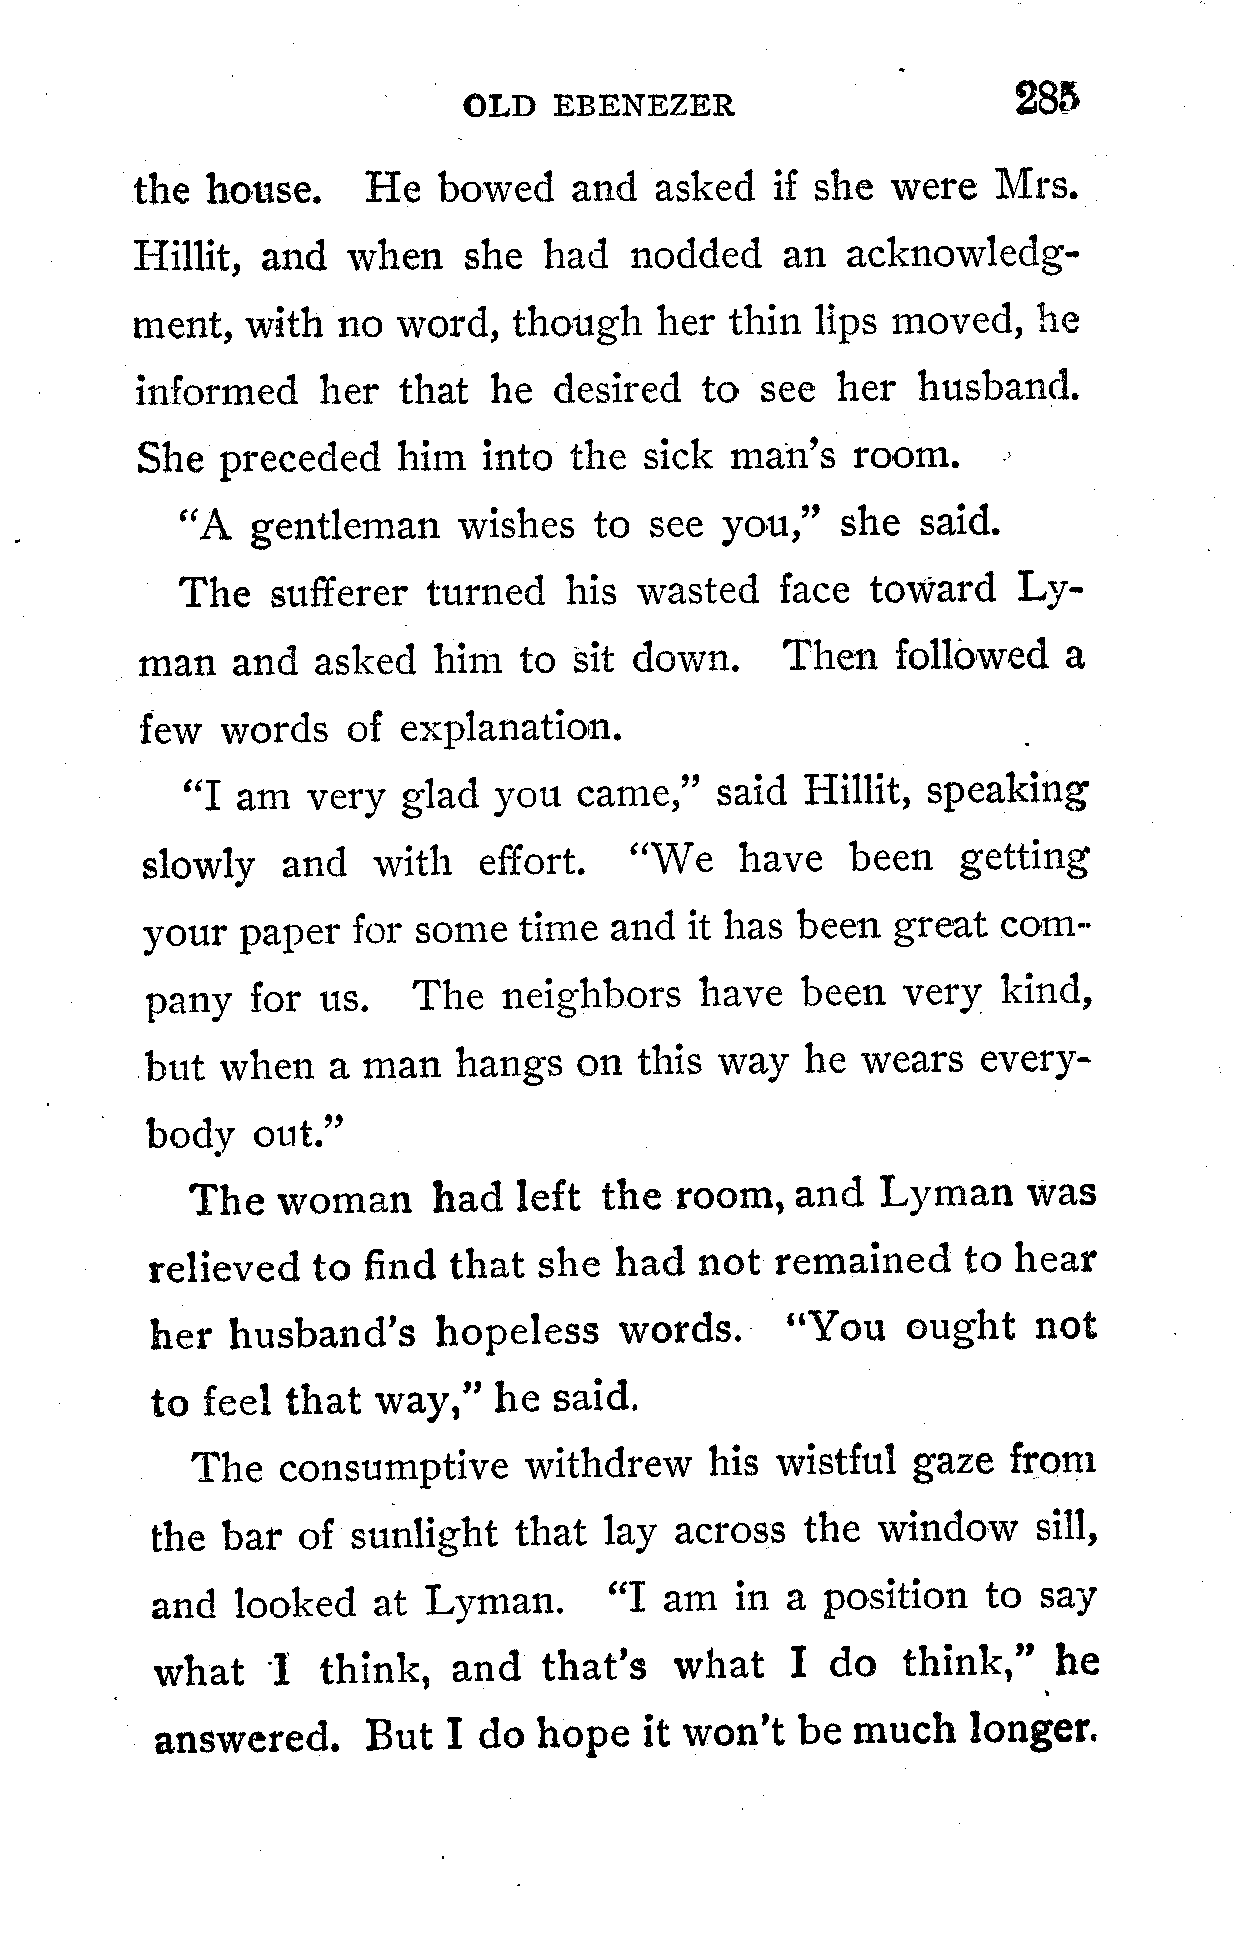 OLD EBENEZER 285
the house. He bowed and asked if she were Mrs.
Hillit, and when she had nodded an acknowledg-
ment, with no word, though her thin lips moved, he
informed her that he desired to see her husband.
She preceded him into the sick man's room.
“A gentleman wishes to see you,” she said.
The sufferer turned his wasted face toward Ly-
man and asked him to sit down. Then followed a
few words of explanation.
“I am very glad you came,” said Hillit, speaking
slowly and with effort. “We have been getting
your paper for some time and it has been great com-
pany for us. The neighbors have been very kind,
but when a man hangs on this way he wears every-
body out.”
The woman had left the room, and Lyman was
relieved to find that she had not remained to hear
her husband's hopeless words. “You ought not
to feel that way,” he said.
The consumptive withdrew his wistful gaze from
the bar of sunlight that lay across the window sill,
and looked at Lyman. “I am in a position to say
what I think, and that's what I do think,” he
answered. But I do hope it won't be much longer.